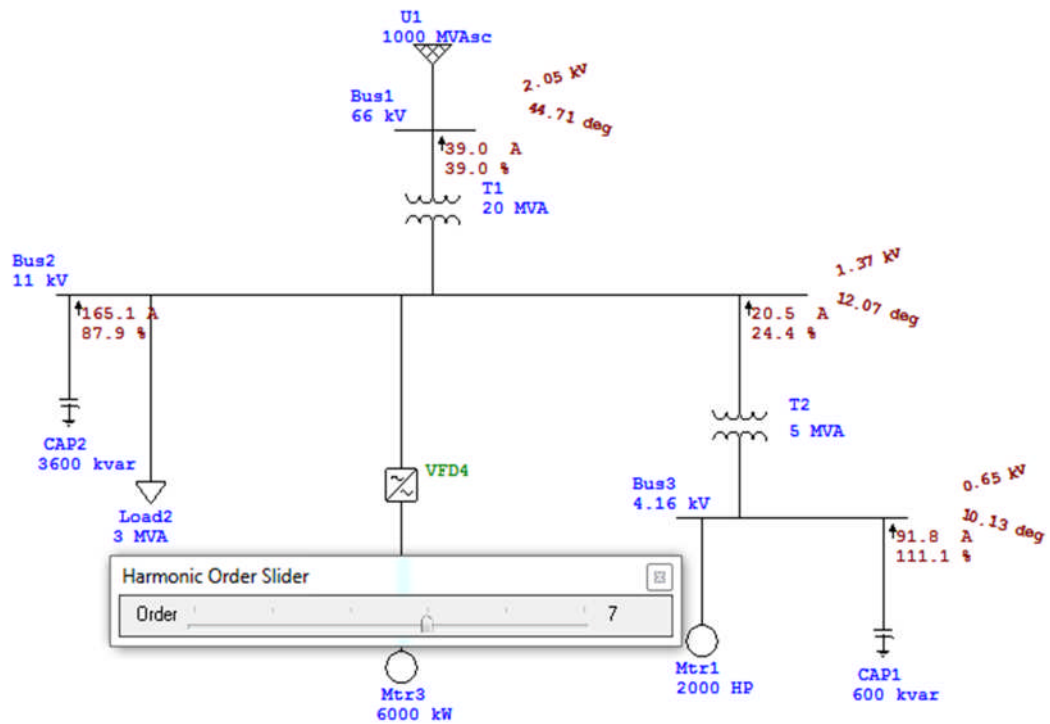 U1
1000 MVAsc
2.05 kV
44.71 deg
Bus1
66 kV
39.0 A
39.0 %
T1
20 MVA
Bus2
11 kV
1.37 kV
12.07 deg
165.1 A
87.9 %
20.5 A
24.4 %
CAP2
3600 kvar
Load2
3 MVA
VFD4
T2
5 MVA
Bus3
4.16 kV
0.65 kV
10.13 deg
91.8 A
111.1 %
Harmonic Order Slider
Order 7
Mtr3
6000 kW
Mtr1
2000 HP
CAP1
600 kvar